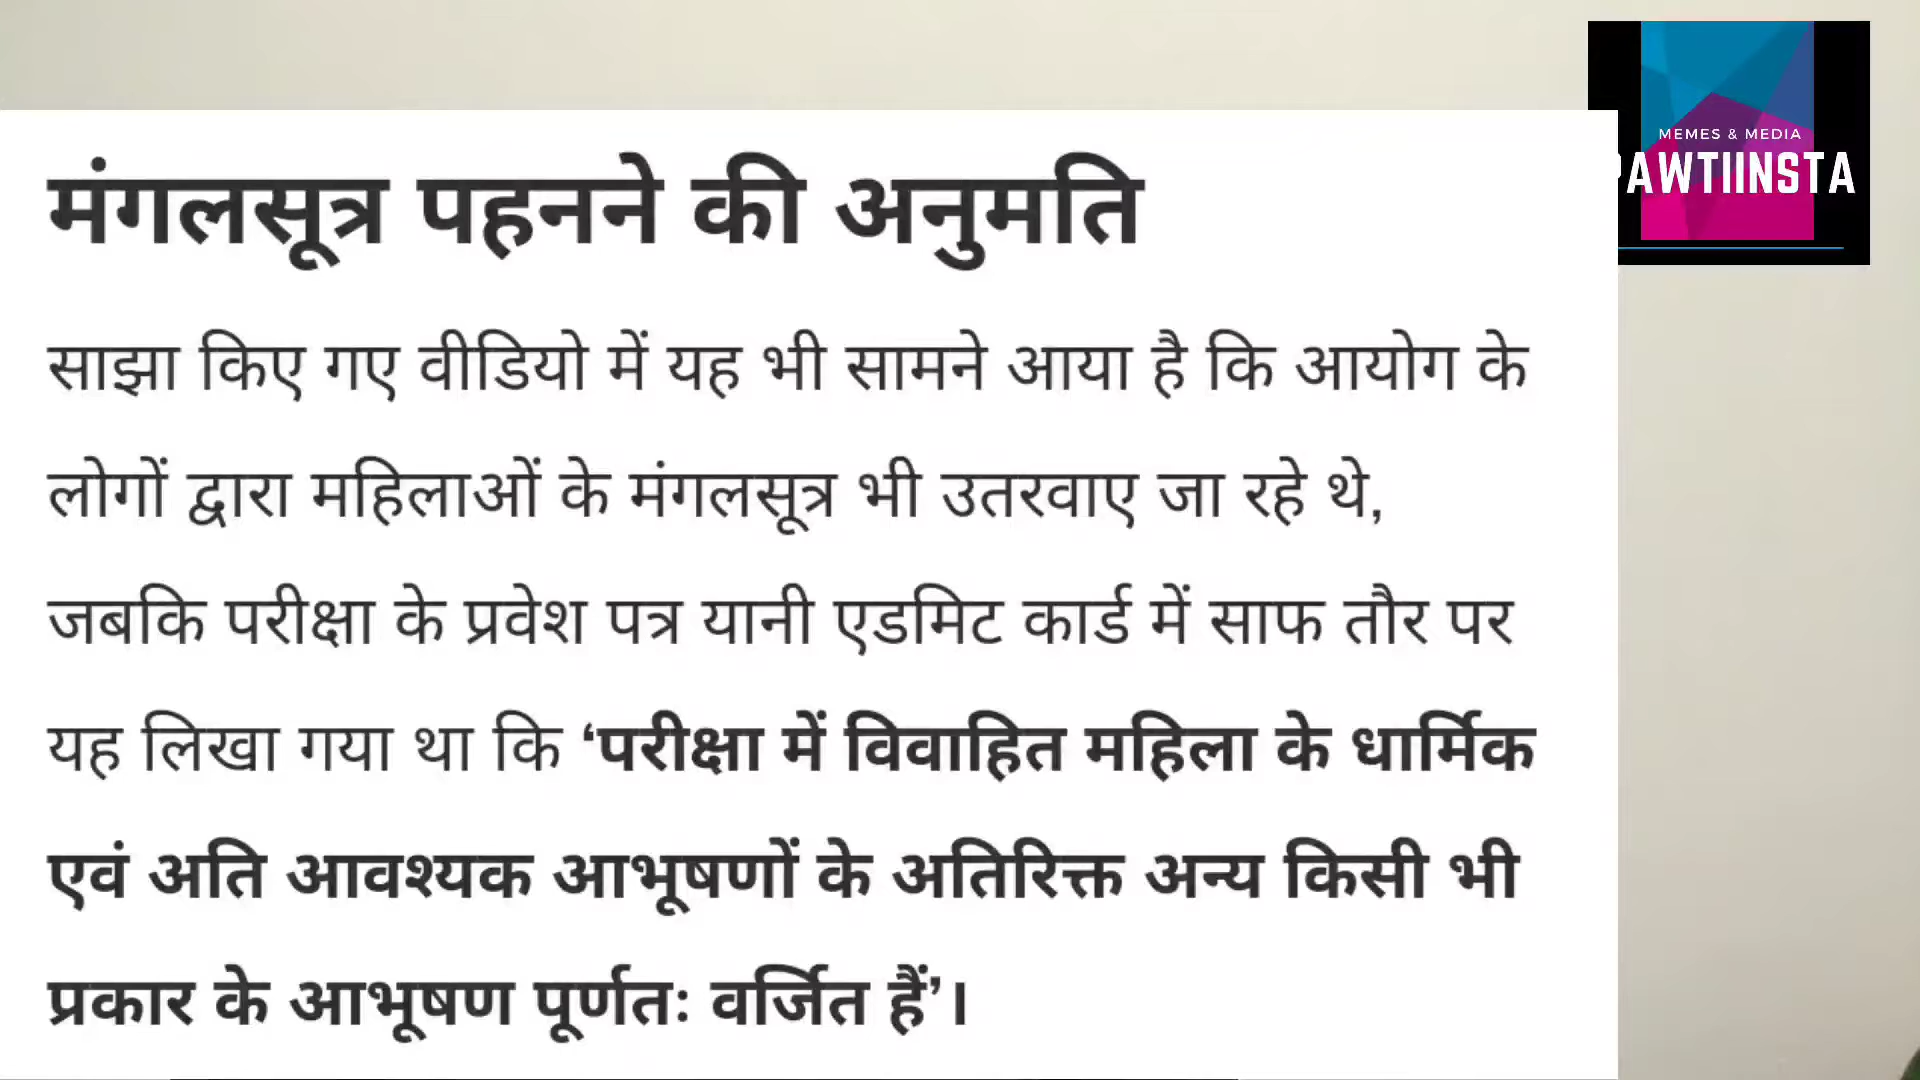 मंगलसूत्र पहनने की अनुमति
साझा किए गए वीडियो में यह भी सामने आया है कि आयोग के
लोगों द्वारा महिलाओं के मंगलसूत्र भी उतरवाए जा रहे थे,
जबकि परीक्षा के प्रवेश पत्र यानी एडमिट कार्ड में साफ तौर पर
यह लिखा गया था कि ‘परीक्षा में विवाहित महिला के धार्मिक
एवं अति आवश्यक आभूषणों के अतिरिक्त अन्य किसी भी
प्रकार के आभूषण पूर्णतः वर्जित हैं’।
MEMES & MEDIA
PAWTIINSTA